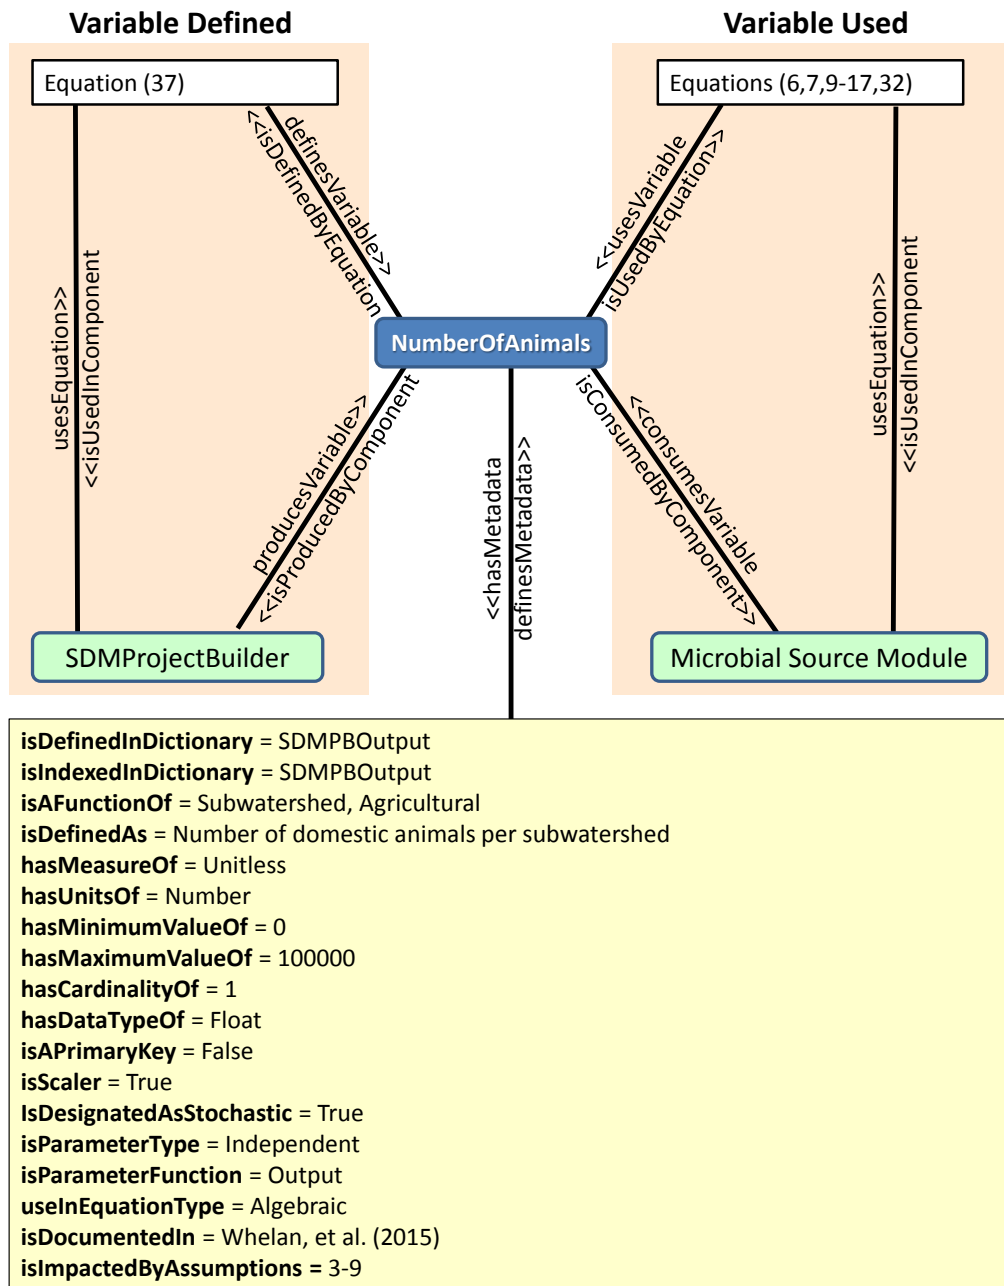 Variable Defined
Variable Used
Equation (37)
Equations (6,7,9-17,32)
definesVariable>>
<<isDefinedByEquation
<<usesVariable
isUsedByEquation>>
usesEquation>>
<<isUsedInComponent
NumberOfAnimals
usesEquation>>
<<isUsedInComponent
producesVariable>>
<<isProducedByComponent
<<hasMetadata
definesMetadata>>
<<consumesVariable
isConsumedByComponent>>
SDMProjectBuilder
Microbial Source Module
isDefinedInDictionary = SDMPBOutput
isIndexedInDictionary = SDMPBOutput
isAFunctionOf = Subwatershed, Agricultural
isDefinedAs = Number of domestic animals per subwatershed
hasMeasureOf = Unitless
hasUnitsOf = Number
hasMinimumValueOf = 0
hasMaximumValueOf = 100000
hasCardinalityOf = 1
hasDataTypeOf = Float
isAPrimaryKey = False
isScaler = True
IsDesignatedAsStochastic = True
isParameterType = Independent
isParameterFunction = Output
useInEquationType = Algebraic
isDocumentedIn = Whelan, et al. (2015)
isImpactedByAssumptions = 3-9